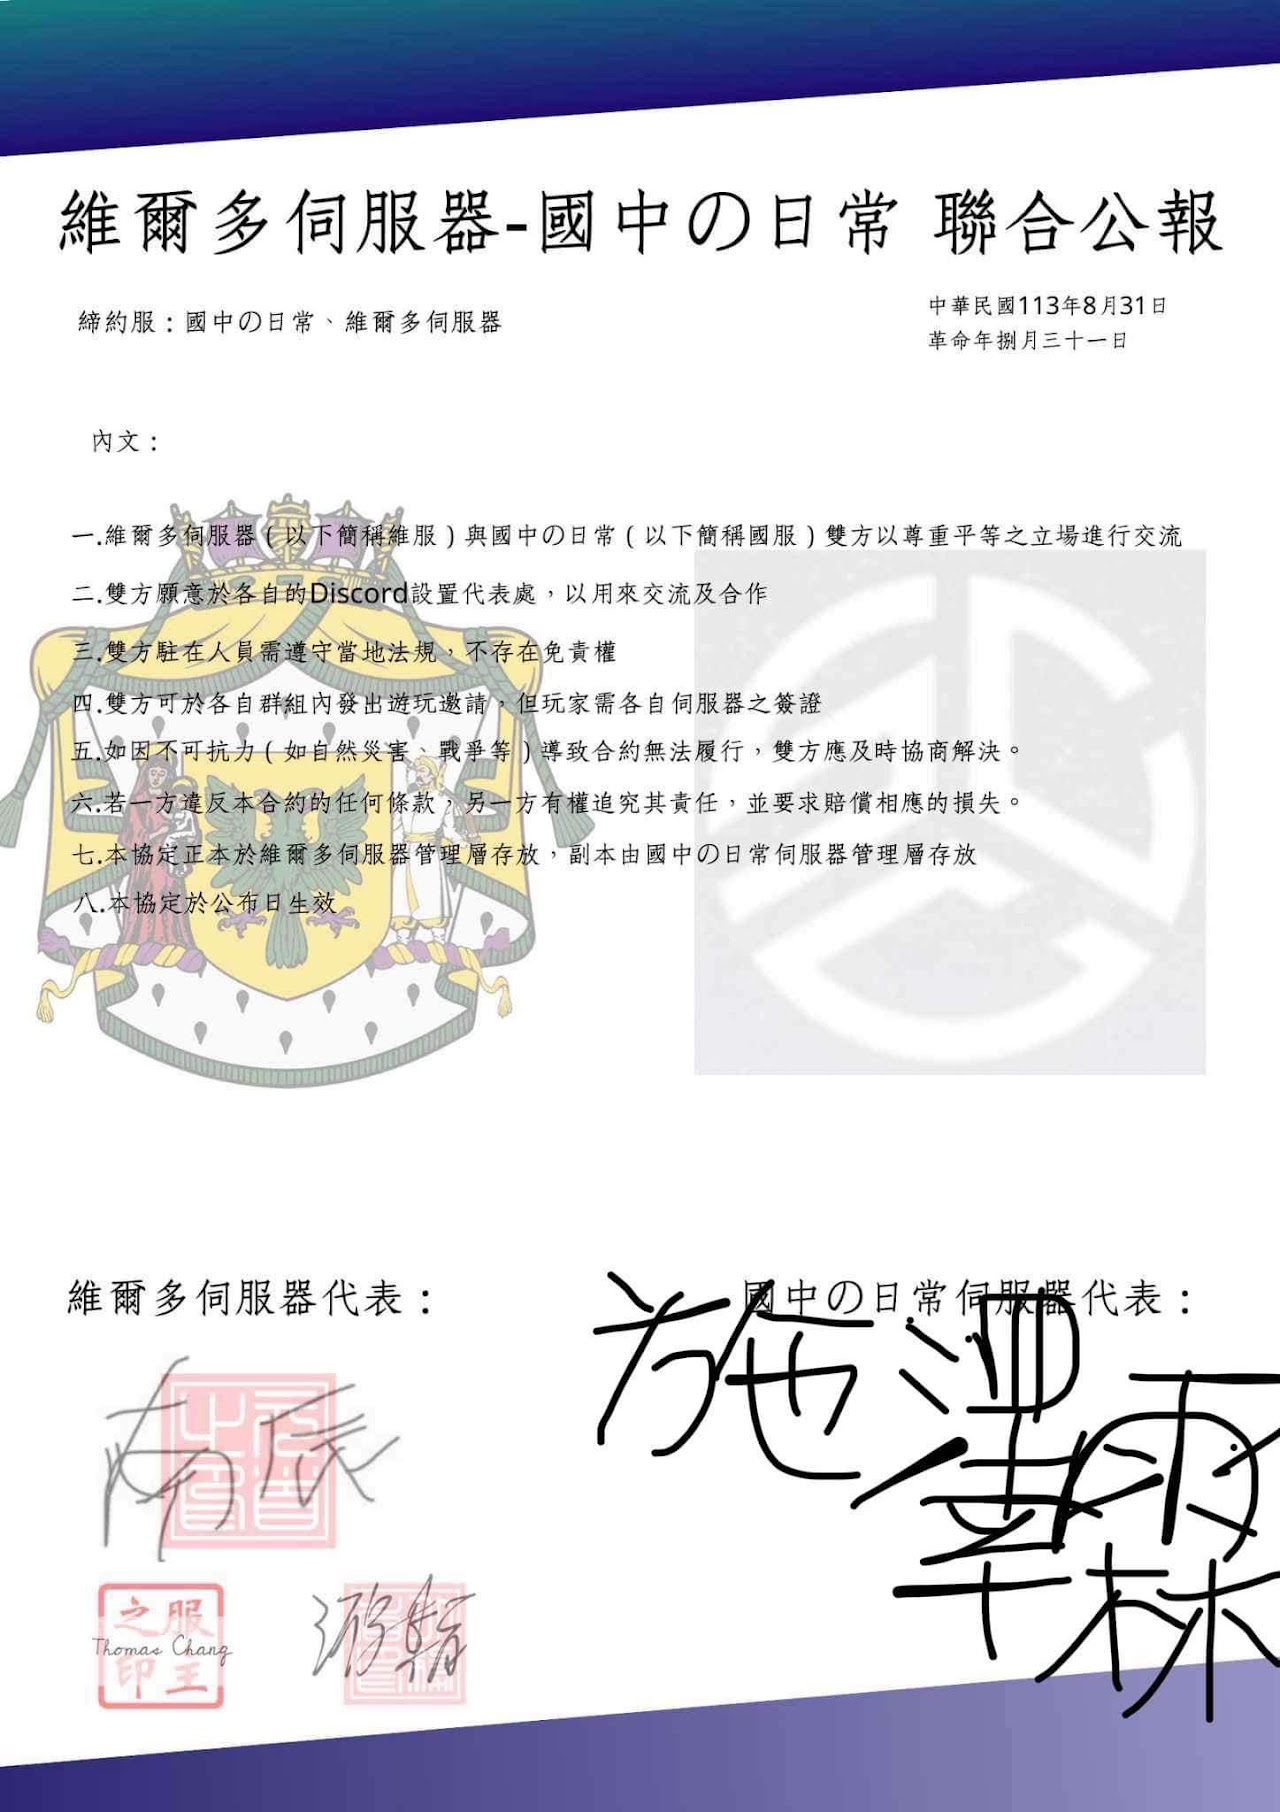 維爾多伺服器-國中の日常 聯合公報
締約服：國中の日常、維爾多伺服器
中華民國113年8月31日
革命年捌月三十一日
內文：
一.維爾多伺服器（以下簡稱維服）與國中の日常（以下簡稱國服）雙方以尊重平等之立場進行交流
二.雙方願意於各自的Discord設置代表處，以用來交流及合作
三.雙方駐在人員需遵守當地法規，不存在免責權
四.雙方可於各自群組內發出遊玩邀請，但玩家需各自伺服器之簽證
五.如因不可抗力（如自然災害、戰爭等）導致合約無法履行，雙方應及時協商解決。
六.若一方違反本合約的任何條款，另一方有權追究其責任，並要求賠償相應的損失。
七.本協定正本於維爾多伺服器管理層存放，副本由國中の日常伺服器管理層存放
八.本協定於公布日生效
維爾多伺服器代表：
國中の日常伺服器代表：
南辰
施澤
霖
服王之印
Thomas Chang